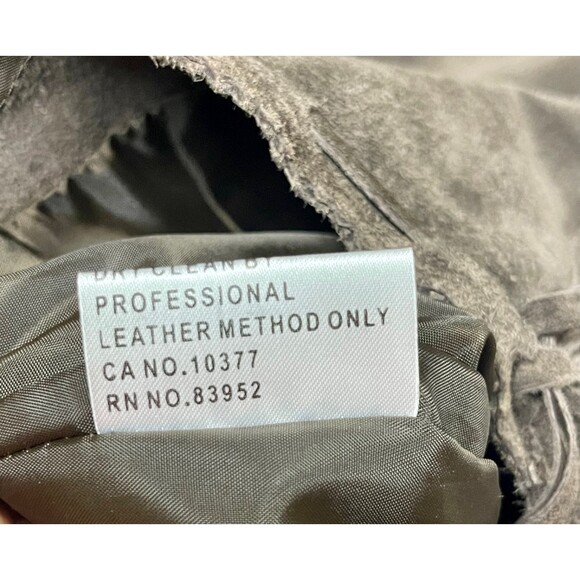 DRY CLEAN BY
PROFESSIONAL
LEATHER METHOD ONLY
CA NO.10377
RN NO.83952